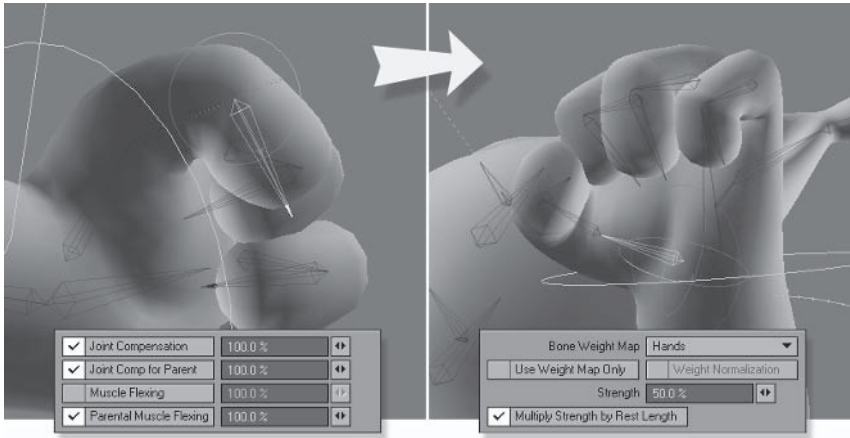 Joint Compensation 100.0 %
Joint Comp for Parent 100.0 %
Muscle Flexing 100.0 %
Parental Muscle Flexing 100.0 %
Bone Weight Map Hands
Use Weight Map Only Weight Normalization
Strength 50.0 %
Multiply Strength by Rest Length